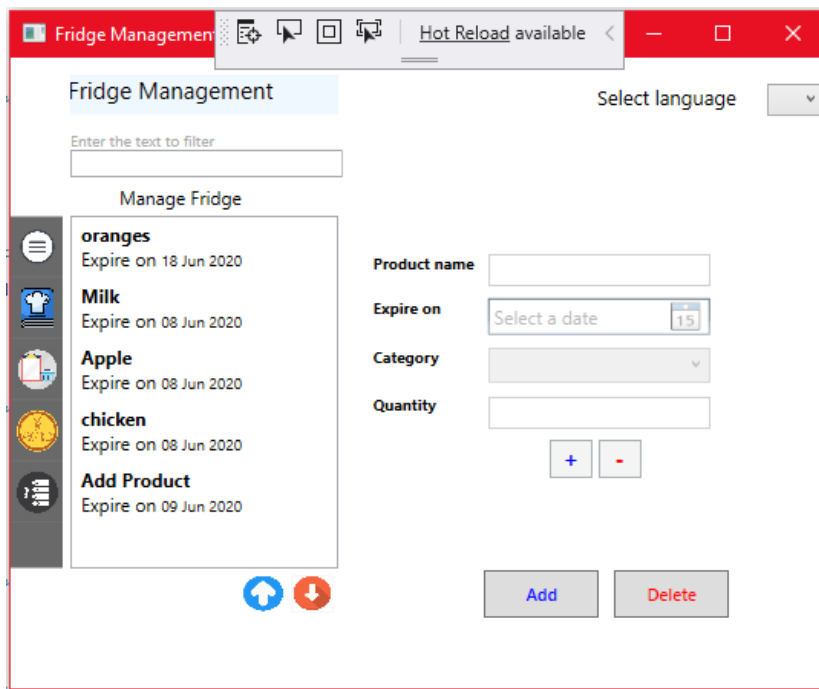 Fridge Management
Hot Reload available
Fridge Management
Select language
Enter the text to filter
Manage Fridge
oranges
Expire on 18 Jun 2020
Milk
Expire on 08 Jun 2020
Apple
Expire on 08 Jun 2020
chicken
Expire on 08 Jun 2020
Add Product
Expire on 09 Jun 2020
Product name
Expire on
Select a date
15
Category
Quantity
+ -
Add
Delete